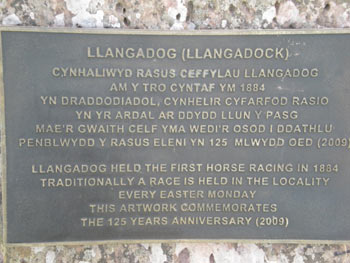 LLANGADOG (LLANGADOCK)
CYNHALIWYD RASUS CEFFYLAU LLANGADOG
AM Y TRO CYNTAF YM 1884
YN DRADDODIADOL, CYNHELIR CYFARFOD RASIO
YN YR ARDAL AR DDYDD LLUN Y PASG
MAE'R GWAITH CELF YMA WEDI'R OSOD I DDATHLU
PENBLWYDD Y RASUS ELENI YN 125 MLWYDD OED (2009)
LLANGADOG HELD THE FIRST HORSE RACING IN 1884
TRADITIONALLY A RACE IS HELD IN THE LOCALITY
EVERY EASTER MONDAY
THIS ARTWORK COMMEMORATES
THE 125 YEARS ANNIVERSARY (2009)